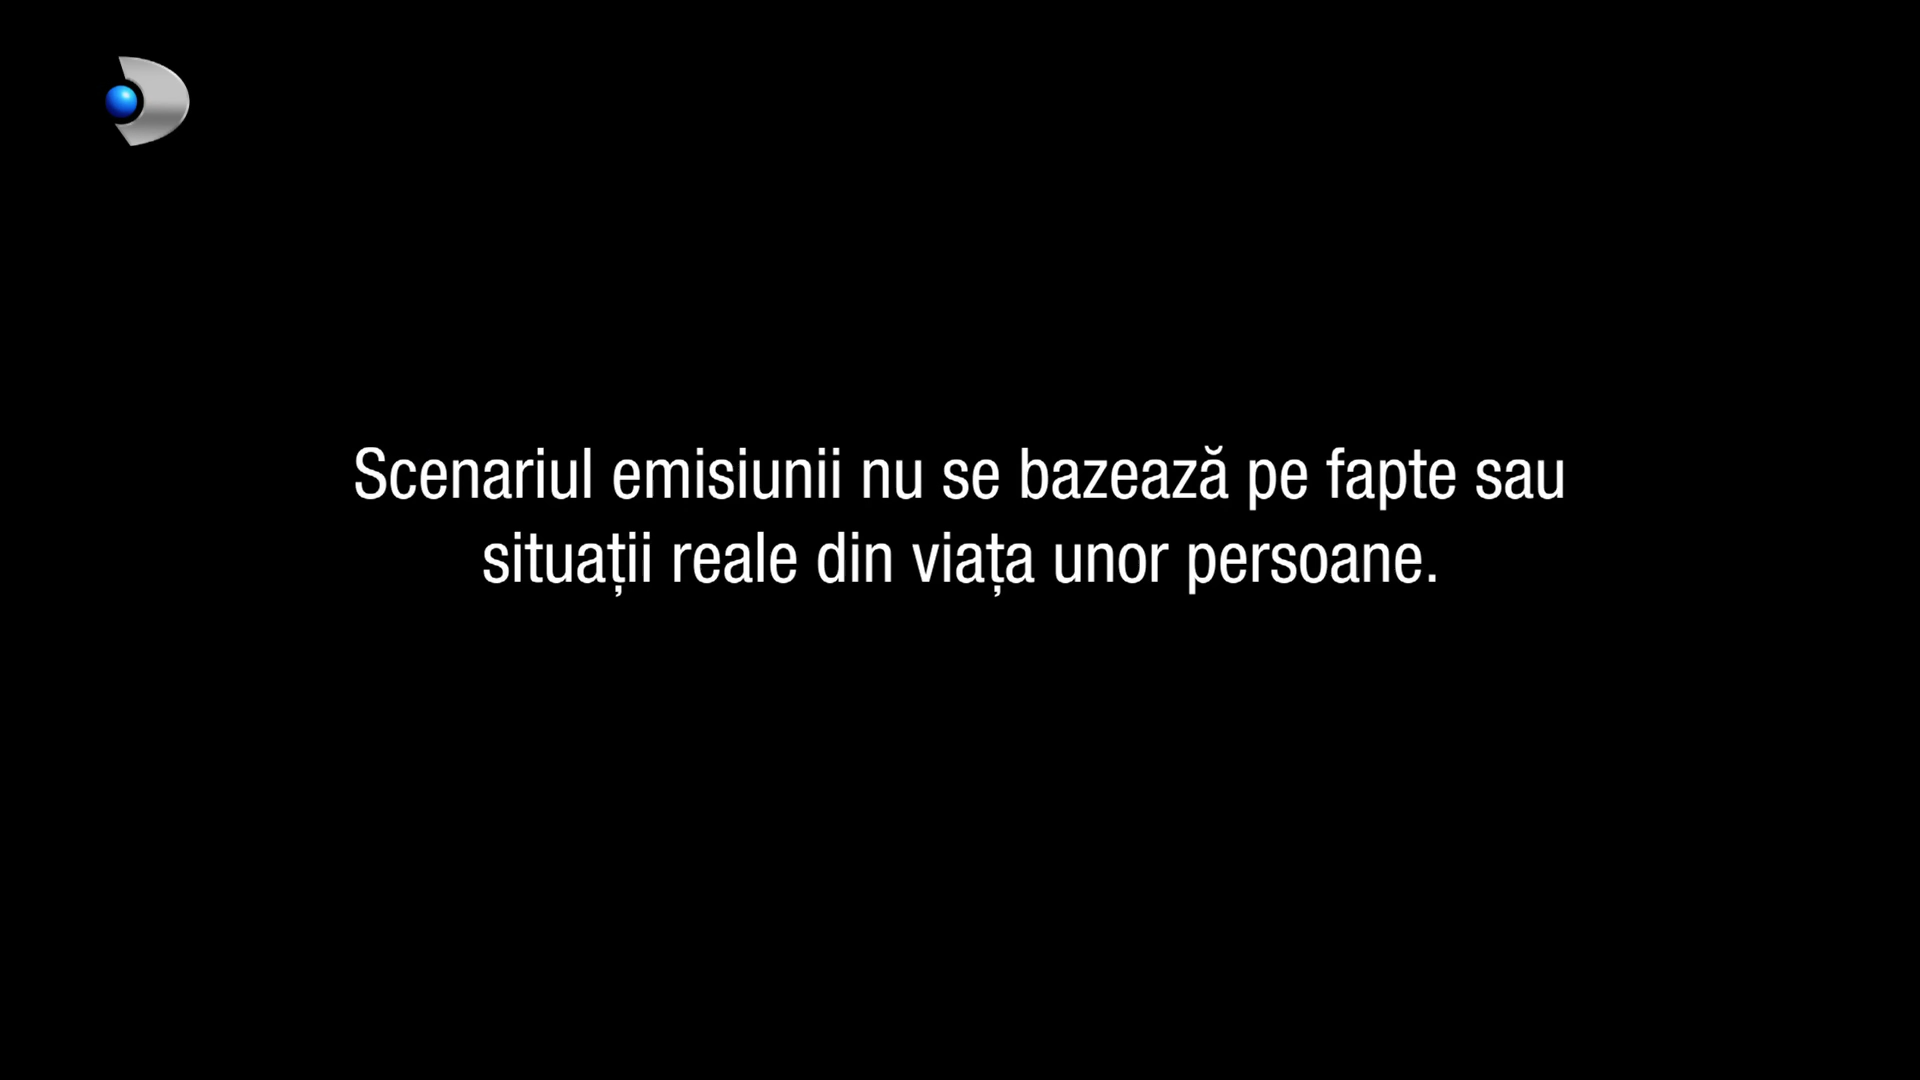 Scenariul emisiunii nu se bazează pe fapte sau
situații reale din viața unor persoane.